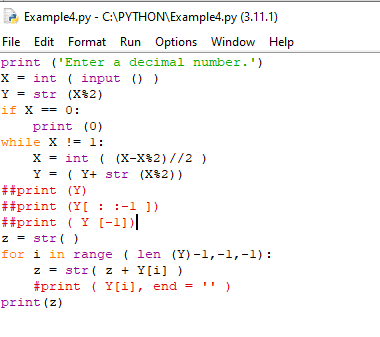 Example4.py - C:\PYTHON\Example4.py (3.11.1)
File Edit Format Run Options Window Help
print ('Enter a decimal number.')
X = int ( input () )
Y = str (X%2)
if X == 0:
    print (0)
while X != 1:
    X = int ( (X-X%2)//2 )
    Y = ( Y+ str (X%2))
##print (Y)
##print (Y[ : :-1 ])
##print ( Y [-1])
z = str( )
for i in range ( len (Y)-1,-1,-1):
    z = str( z + Y[i] )
    #print ( Y[i], end = '' )
print(z)